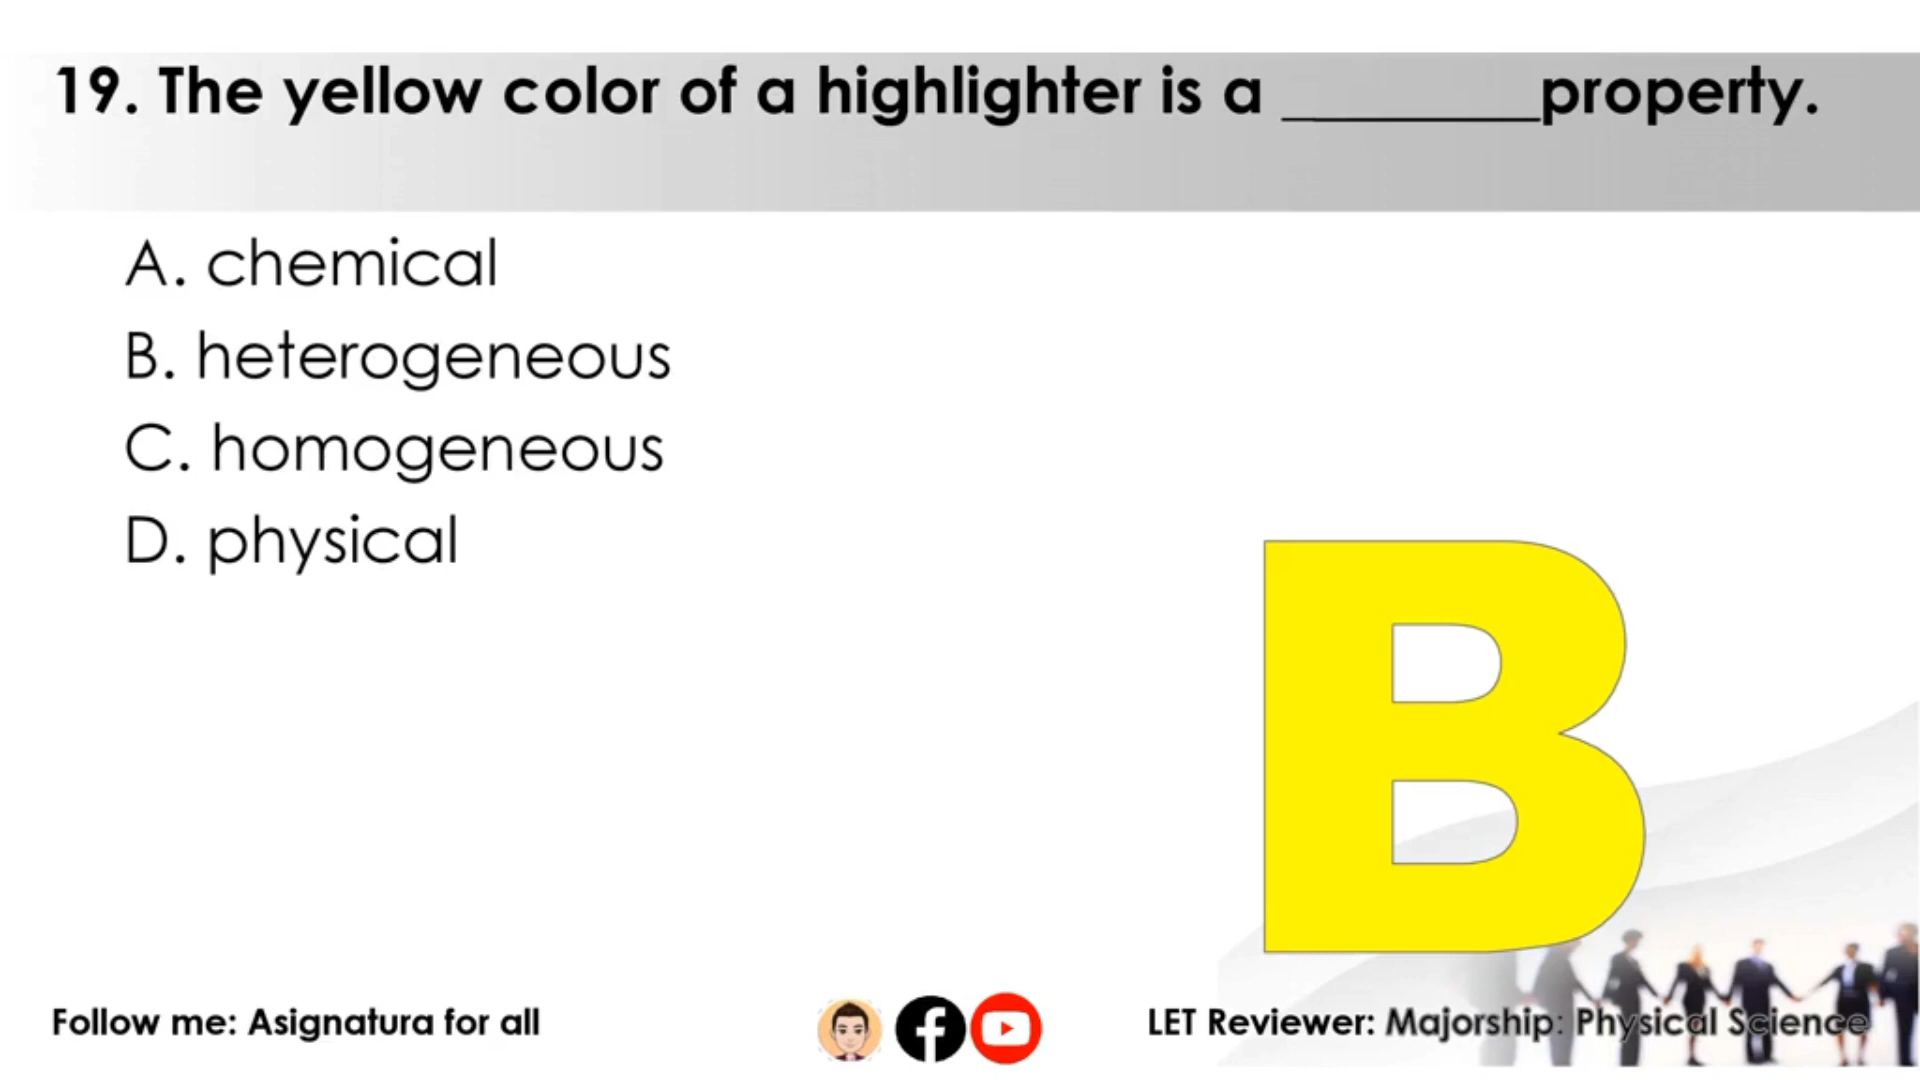 19. The yellow color of a highlighter is a ________property.
A. chemical
B. heterogeneous
C. homogeneous
D. physical
B
Follow me: Asignatura for all
LET Reviewer: Majorship: Physical Science